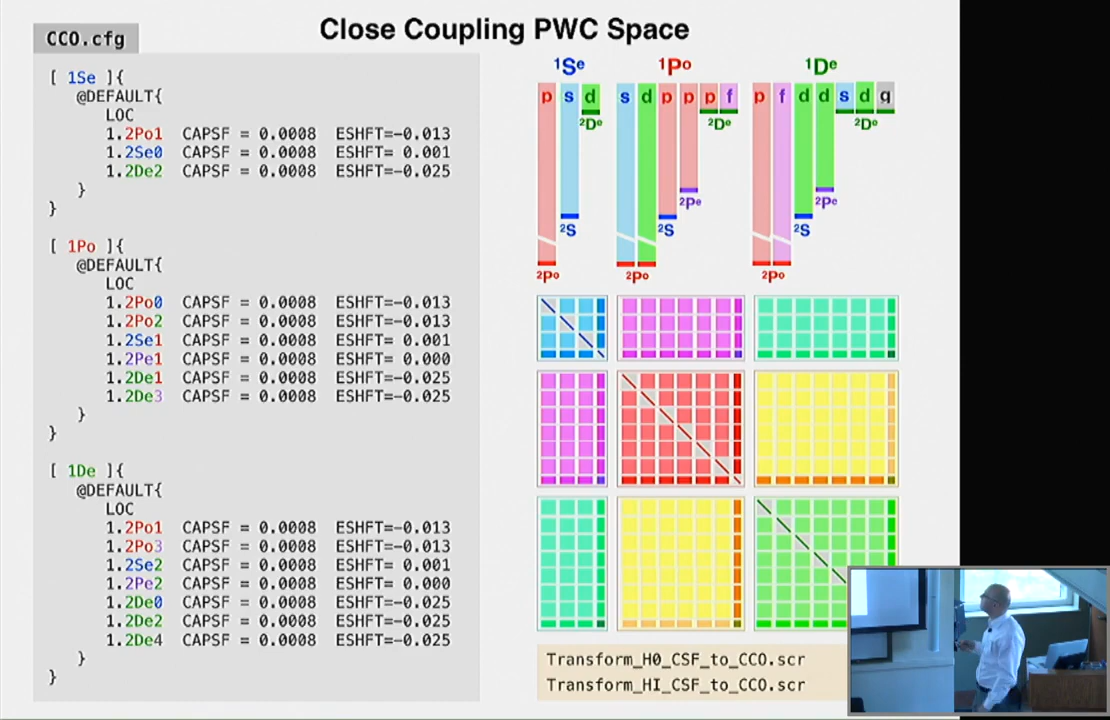 Close Coupling PWC Space
CCO.cfg
[ 1Se ]{
@DEFAULT{
LOC
1.2Po1 CAPSF = 0.0008 ESHFT=-0.013
1.2Se0 CAPSF = 0.0008 ESHFT= 0.001
1.2De2 CAPSF = 0.0008 ESHFT=-0.025
}
}
[ 1Po ]{
@DEFAULT{
LOC
1.2Po0 CAPSF = 0.0008 ESHFT=-0.013
1.2Po2 CAPSF = 0.0008 ESHFT=-0.013
1.2Se1 CAPSF = 0.0008 ESHFT= 0.001
1.2Pe1 CAPSF = 0.0008 ESHFT= 0.000
1.2De1 CAPSF = 0.0008 ESHFT=-0.025
1.2De3 CAPSF = 0.0008 ESHFT=-0.025
}
}
[ 1De ]{
@DEFAULT{
LOC
1.2Po1 CAPSF = 0.0008 ESHFT=-0.013
1.2Po3 CAPSF = 0.0008 ESHFT=-0.013
1.2Se2 CAPSF = 0.0008 ESHFT= 0.001
1.2Pe2 CAPSF = 0.0008 ESHFT= 0.000
1.2De0 CAPSF = 0.0008 ESHFT=-0.025
1.2De2 CAPSF = 0.0008 ESHFT=-0.025
1.2De4 CAPSF = 0.0008 ESHFT=-0.025
}
}
¹Sᵉ ¹Pᵒ ¹Dᵉ
p s d s d p p p f p f d d s d g
²Dᵉ ²Dᵉ ²Dᵉ
²Pᵉ ²Pᵉ
²S ²S ²S
²Pᵒ ²Pᵒ ²Pᵒ
Transform_H0_CSF_to_CCO.scr
Transform_HI_CSF_to_CCO.scr